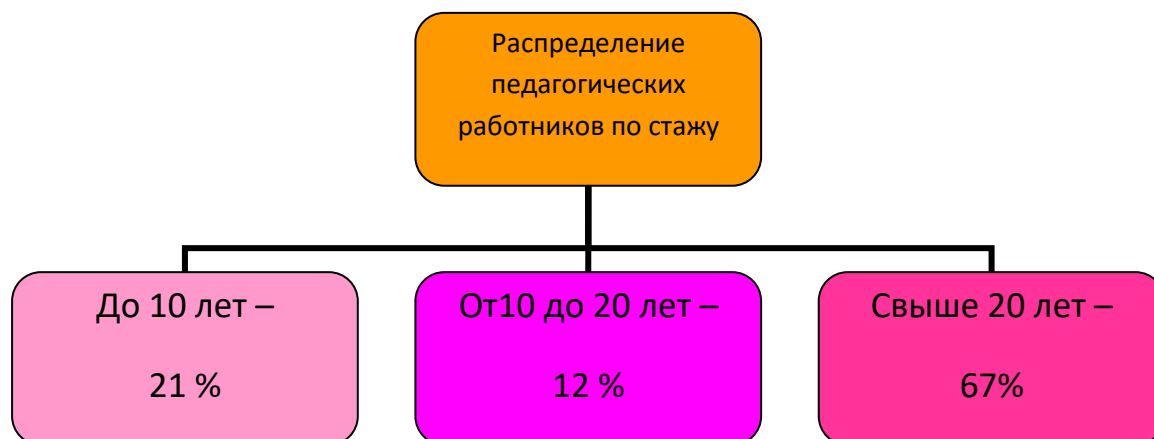 Распределение
педагогических
работников по стажу
До 10 лет –
21 %
От10 до 20 лет –
12 %
Свыше 20 лет –
67%